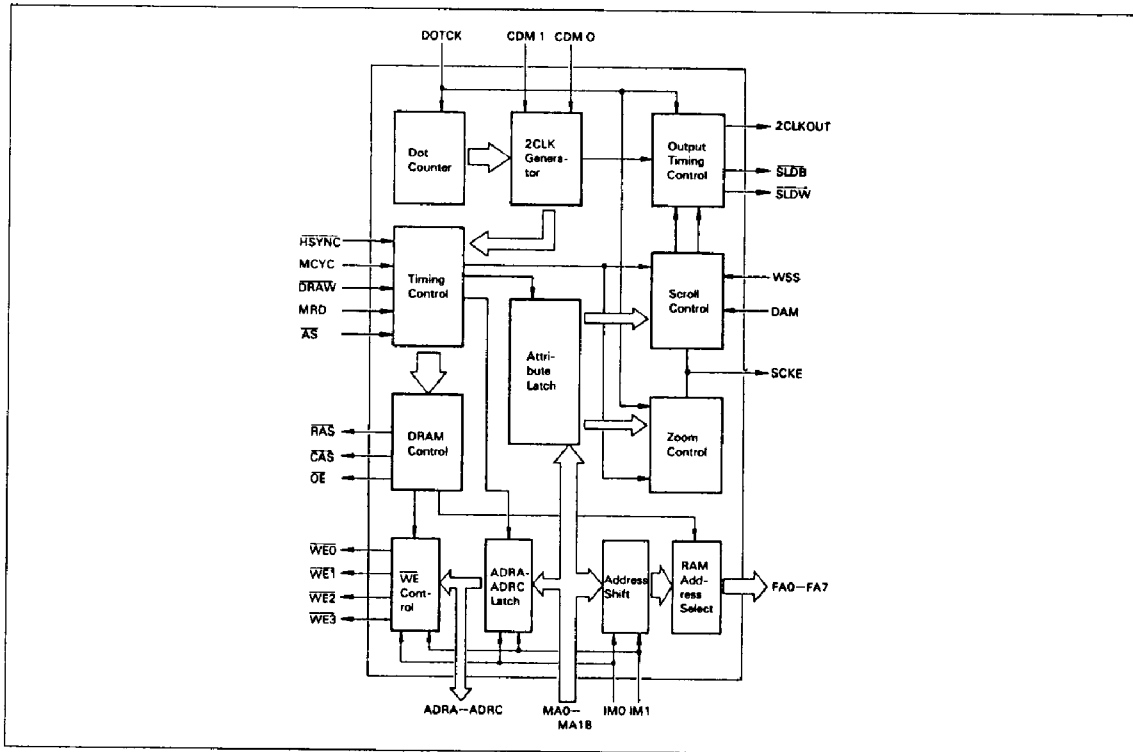 DOTCK
CDM 1 CDM 0
Dot
Counter
2CLK
Genera-
tor
Output
Timing
Control
2CLKOUT
SLDB
SLDW
HSYNC
MCYC
DRAW
MRD
AS
Timing
Control
Attri-
bute
Latch
Scroll
Control
WSS
DAM
SCKE
RAS
CAS
OE
DRAM
Control
Zoom
Control
WE0
WE1
WE2
WE3
WE
Cont-
rol
ADRA-
ADRC
Latch
Address
Shift
RAM
Add-
ress
Select
FA0—FA7
ADRA—ADRC
MA0—
MA18
IM0 IM1